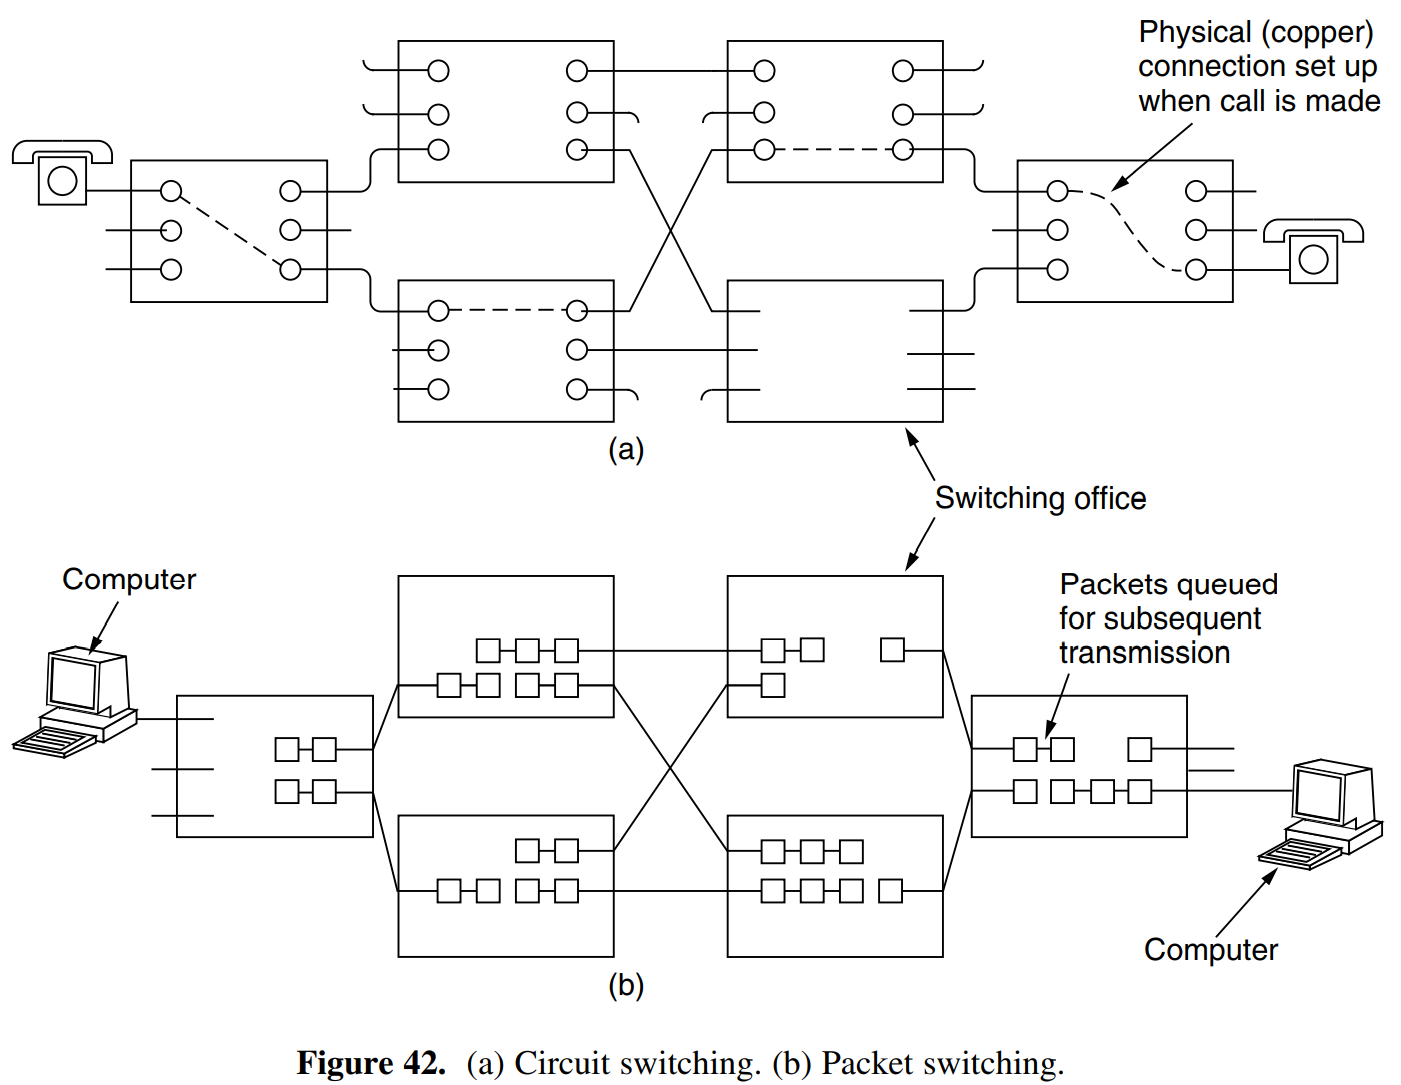 Physical (copper)
connection set up
when call is made
(a)
Switching office
Computer
Packets queued
for subsequent
transmission
Computer
(b)
Figure 42. (a) Circuit switching. (b) Packet switching.